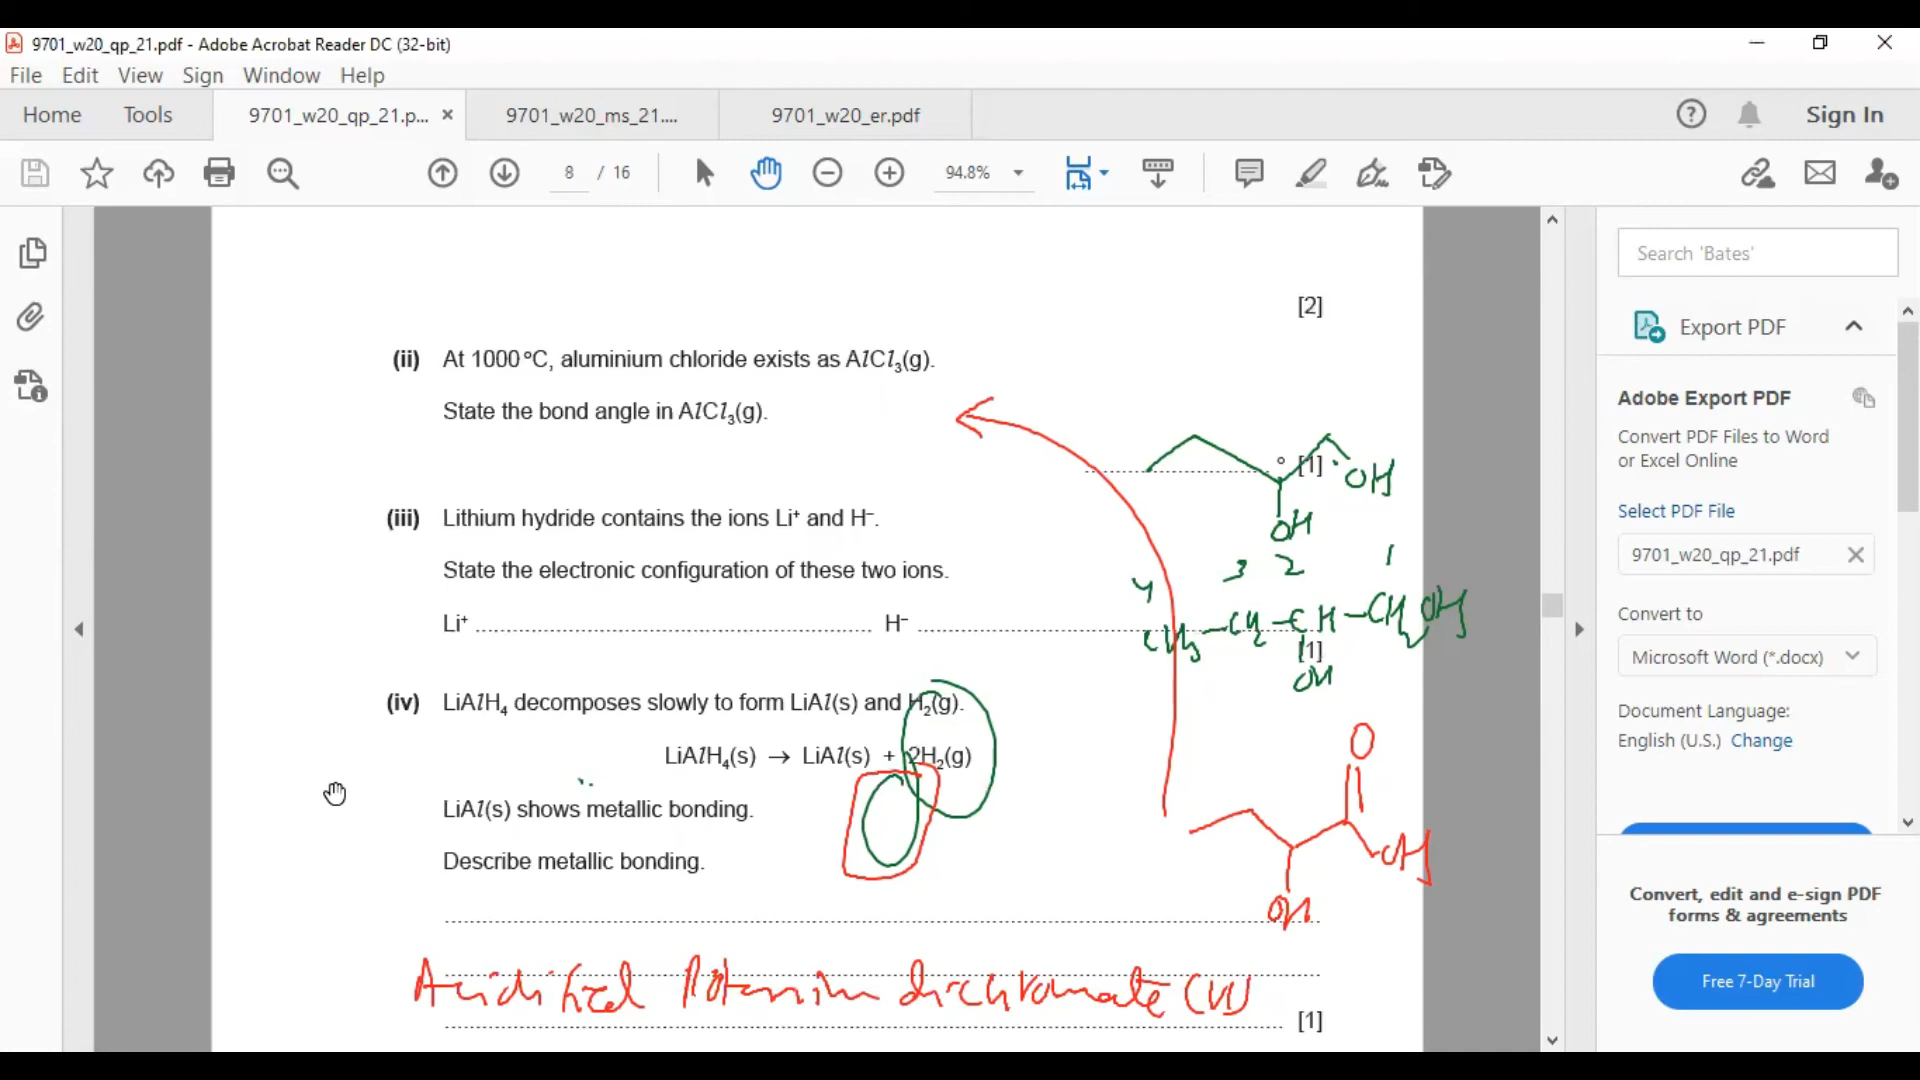 9701_w20_qp_21.pdf - Adobe Acrobat Reader DC (32-bit)
File Edit View Sign Window Help
Home Tools 9701_w20_qp_21.p... × 9701_w20_ms_21.... 9701_w20_er.pdf Sign In
8 / 16 94.8%
[2]
(ii) At 1000 °C, aluminium chloride exists as AlCl₃(g).
State the bond angle in AlCl₃(g).
° [1]
OH
OH
(iii) Lithium hydride contains the ions Li⁺ and H⁻.
State the electronic configuration of these two ions.
4 3 2 1
Li⁺ ........ H⁻ ........
CH₃ – CH₂ – CH – CH₂OH
[1]
OH
(iv) LiAlH₄ decomposes slowly to form LiAl(s) and H₂(g).
LiAlH₄(s) → LiAl(s) + 2H₂(g)
LiAl(s) shows metallic bonding.
Describe metallic bonding.
O
OH
OH
Acidified Potassium dichromate (VI)
[1]
Search 'Bates'
Export PDF
Adobe Export PDF
Convert PDF Files to Word
or Excel Online
Select PDF File
9701_w20_qp_21.pdf
Convert to
Microsoft Word (*.docx)
Document Language:
English (U.S.) Change
Convert, edit and e-sign PDF
forms & agreements
Free 7-Day Trial